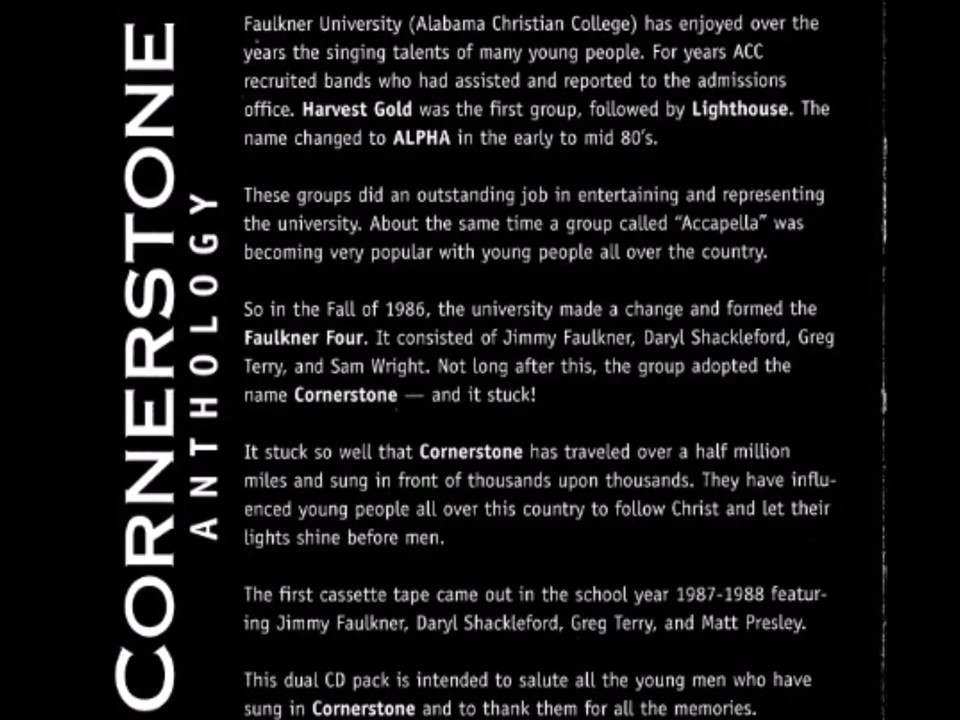 CORNERSTONE
ANTHOLOGY
Faulkner University (Alabama Christian College) has enjoyed over the
years the singing talents of many young people. For years ACC
recruited bands who had assisted and reported to the admissions
office. Harvest Gold was the first group, followed by Lighthouse. The
name changed to ALPHA in the early to mid 80's.
These groups did an outstanding job in entertaining and representing
the university. About the same time a group called "Accapella" was
becoming very popular with young people all over the country.
So in the Fall of 1986, the university made a change and formed the
Faulkner Four. It consisted of Jimmy Faulkner, Daryl Shackleford, Greg
Terry, and Sam Wright. Not long after this, the group adopted the
name Cornerstone — and it stuck!
It stuck so well that Cornerstone has traveled over a half million
miles and sung in front of thousands upon thousands. They have influ-
enced young people all over this country to follow Christ and let their
lights shine before men.
The first cassette tape came out in the school year 1987-1988 featur-
ing Jimmy Faulkner, Daryl Shackleford, Greg Terry, and Matt Presley.
This dual CD pack is intended to salute all the young men who have
sung in Cornerstone and to thank them for all the memories.